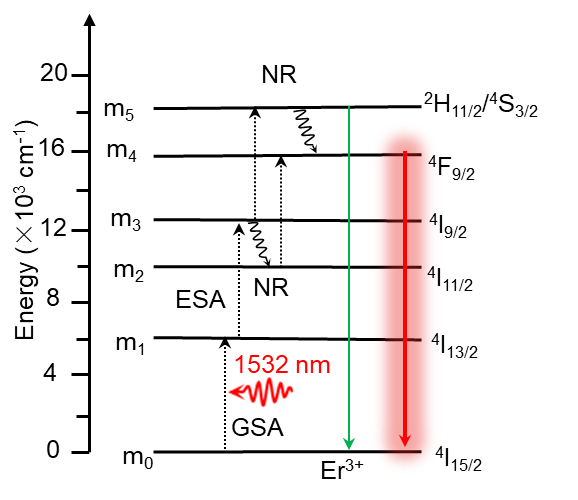 NR
20
m₅
²H₁₁/₂/⁴S₃/₂
16
m₄
⁴F₉/₂
Energy (×10³ cm⁻¹)
12
m₃
⁴I₉/₂
m₂
NR
⁴I₁₁/₂
8
ESA
m₁
⁴I₁₃/₂
4
1532 nm
GSA
0
m₀
Er³⁺
⁴I₁₅/₂